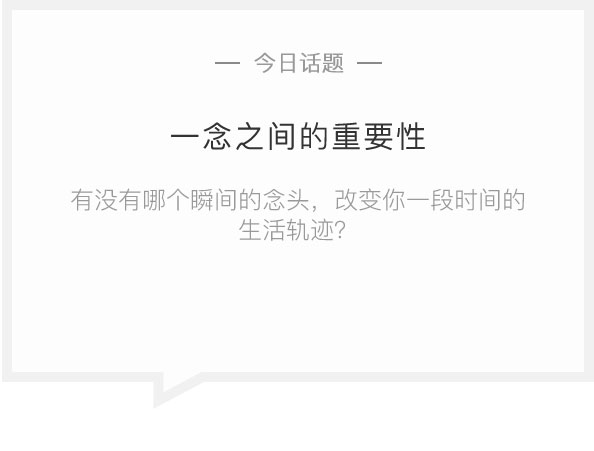 — 今日话题 —
一念之间的重要性
有没有哪个瞬间的念头，改变你一段时间的
生活轨迹？